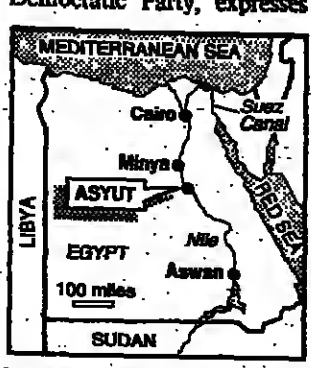 Democratic Party, expresses
MEDITERRANEAN SEA
Cairo
Suez
Canal
Minya
ASYUT
RED SEA
LIBYA
EGYPT
Nile
Aswan
100 miles
SUDAN